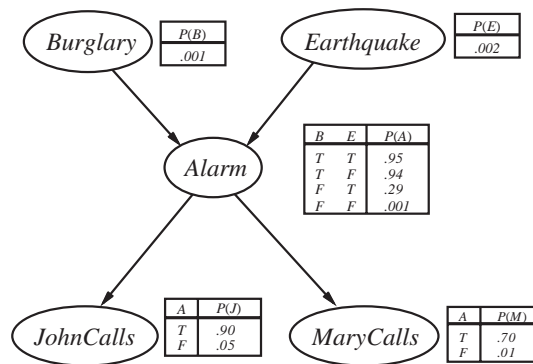 Burglary
P(B)
.001
Earthquake
P(E)
.002
Alarm
B E P(A)
T T .95
T F .94
F T .29
F F .001
JohnCalls
A P(J)
T .90
F .05
MaryCalls
A P(M)
T .70
F .01